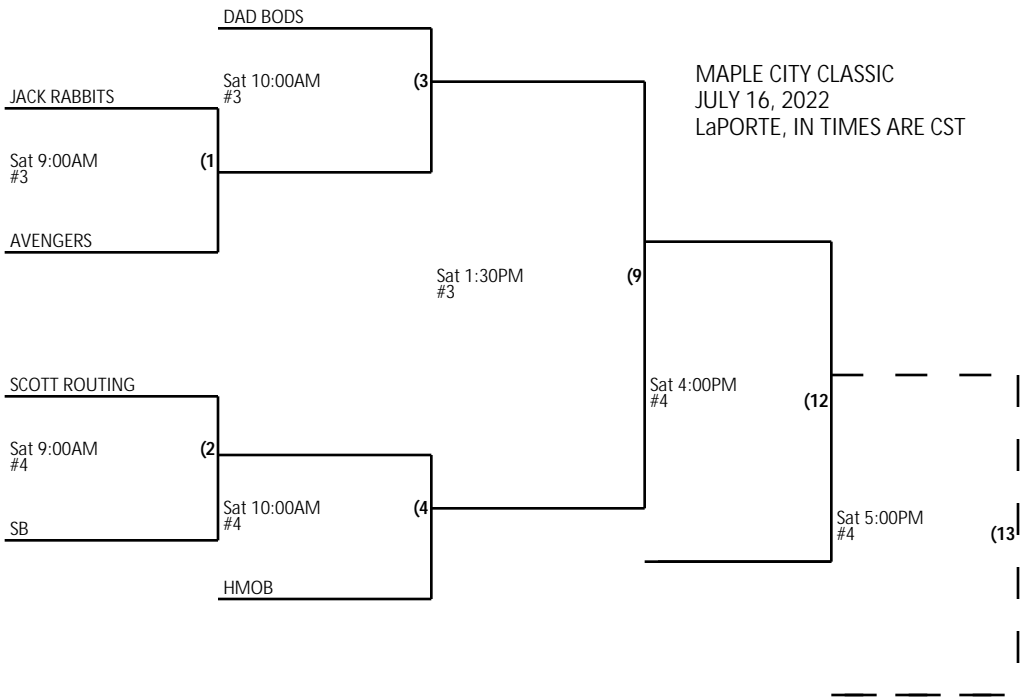 DAD BODS
MAPLE CITY CLASSIC
JULY 16, 2022
LaPORTE, IN TIMES ARE CST
Sat 10:00AM
#3
(3
JACK RABBITS
Sat 9:00AM
#3
(1
AVENGERS
Sat 1:30PM
#3
(9
SCOTT ROUTING
Sat 4:00PM
#4
(12
Sat 9:00AM
#4
(2
Sat 10:00AM
#4
(4
SB
Sat 5:00PM
#4
(13
HMOB